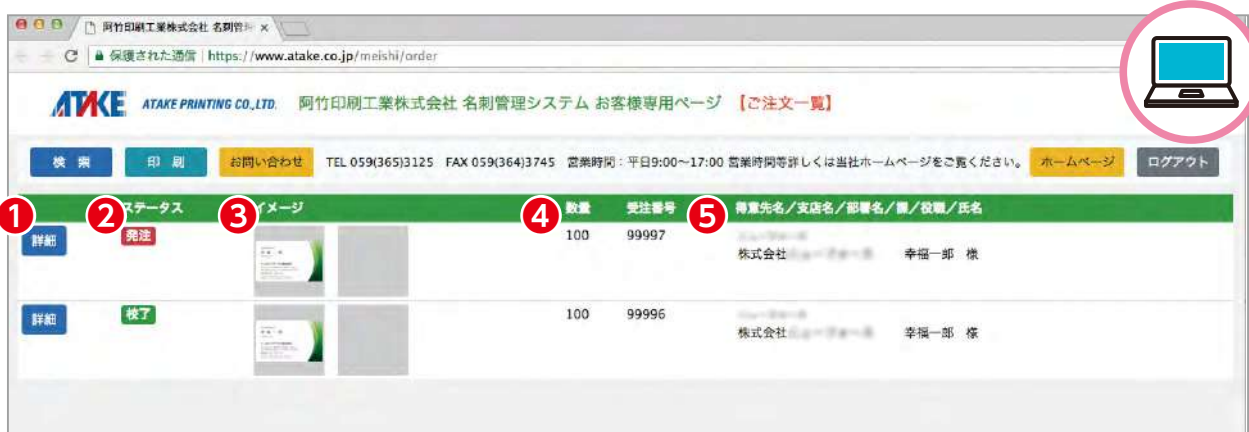 阿竹印刷工業株式会社 名刺管 ×
保護された通信 | https://www.atake.co.jp/meishi/order
ATAKE ATAKE PRINTING CO.,LTD. 阿竹印刷工業株式会社 名刺管理システム お客様専用ページ 【ご注文一覧】
検索 印刷 お問い合わせ TEL 059(365)3125 FAX 059(364)3745 営業時間:平日9:00~17:00 営業時間等詳しくは当社ホームページをご覧ください。 ホームページ ログアウト
1 2 ステータス 3 イメージ 4 数量 受注番号 5 得意先名/支店名/部署名/課/役職/氏名
詳細 発注 100 99997
株式会社 幸福一郎 様
詳細 校了 100 99996
株式会社 幸福一郎 様